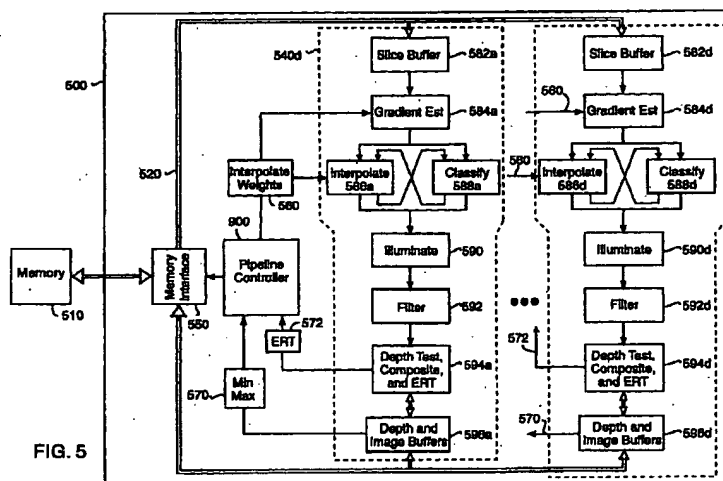 500
540d
Slice Buffer
582a
Slice Buffer
582d
Gradient Est
584a
560
Gradient Est
584d
520
Interpolate
Weights
560
Interpolate
586a
Classify
588a
580
Interpolate
586d
Classify
588d
900
Memory
510
Memory
Interface
550
Pipeline
Controller
Illuminate
590
Illuminate
590d
Filter
592
Filter
592d
572
ERT
572
Depth Test,
Composite,
and ERT
594a
Depth Test,
Composite,
and ERT
594d
570
Min
Max
Depth and
Image Buffers
596a
570
Depth and
Image Buffers
596d
FIG. 5